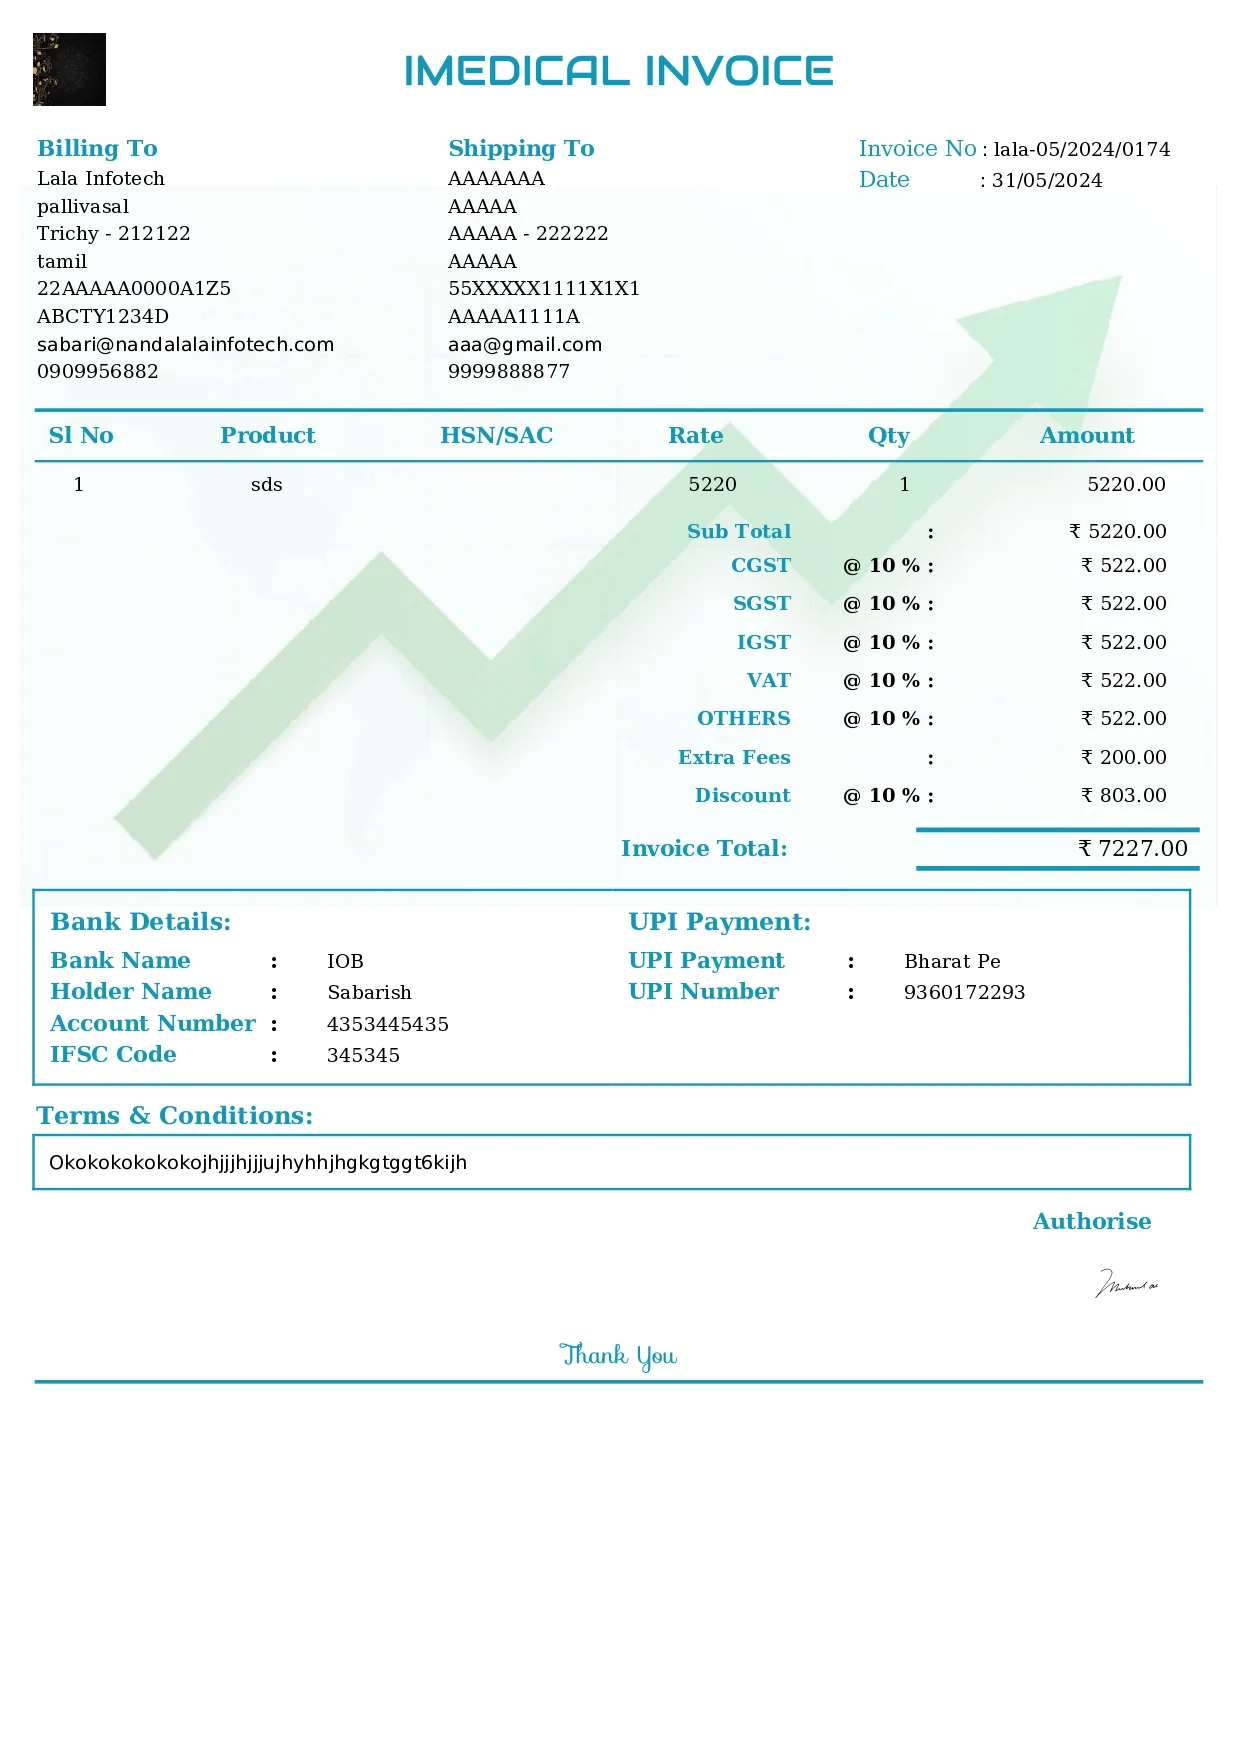 IMEDICAL INVOICE
Billing To
Lala Infotech
pallivasal
Trichy - 212122
tamil
22AAAAA0000A1Z5
ABCTY1234D
sabari@nandalalainfotech.com
0909956882
Shipping To
AAAAAAA
AAAAA
AAAAA - 222222
AAAAA
55XXXXX1111X1X1
AAAAA1111A
aaa@gmail.com
9999888877
Invoice No : lala-05/2024/0174
Date : 31/05/2024
Sl No Product HSN/SAC Rate Qty Amount
1 sds 5220 1 5220.00
Sub Total : ₹ 5220.00
CGST @ 10 % : ₹ 522.00
SGST @ 10 % : ₹ 522.00
IGST @ 10 % : ₹ 522.00
VAT @ 10 % : ₹ 522.00
OTHERS @ 10 % : ₹ 522.00
Extra Fees : ₹ 200.00
Discount @ 10 % : ₹ 803.00
Invoice Total: ₹ 7227.00
Bank Details:
Bank Name : IOB
Holder Name : Sabarish
Account Number : 4353445435
IFSC Code : 345345
UPI Payment:
UPI Payment : Bharat Pe
UPI Number : 9360172293
Terms & Conditions:
Okokokokokokojhjjjhjjjujhyhhjhgkgtggt6kijh
Authorise
Thank You